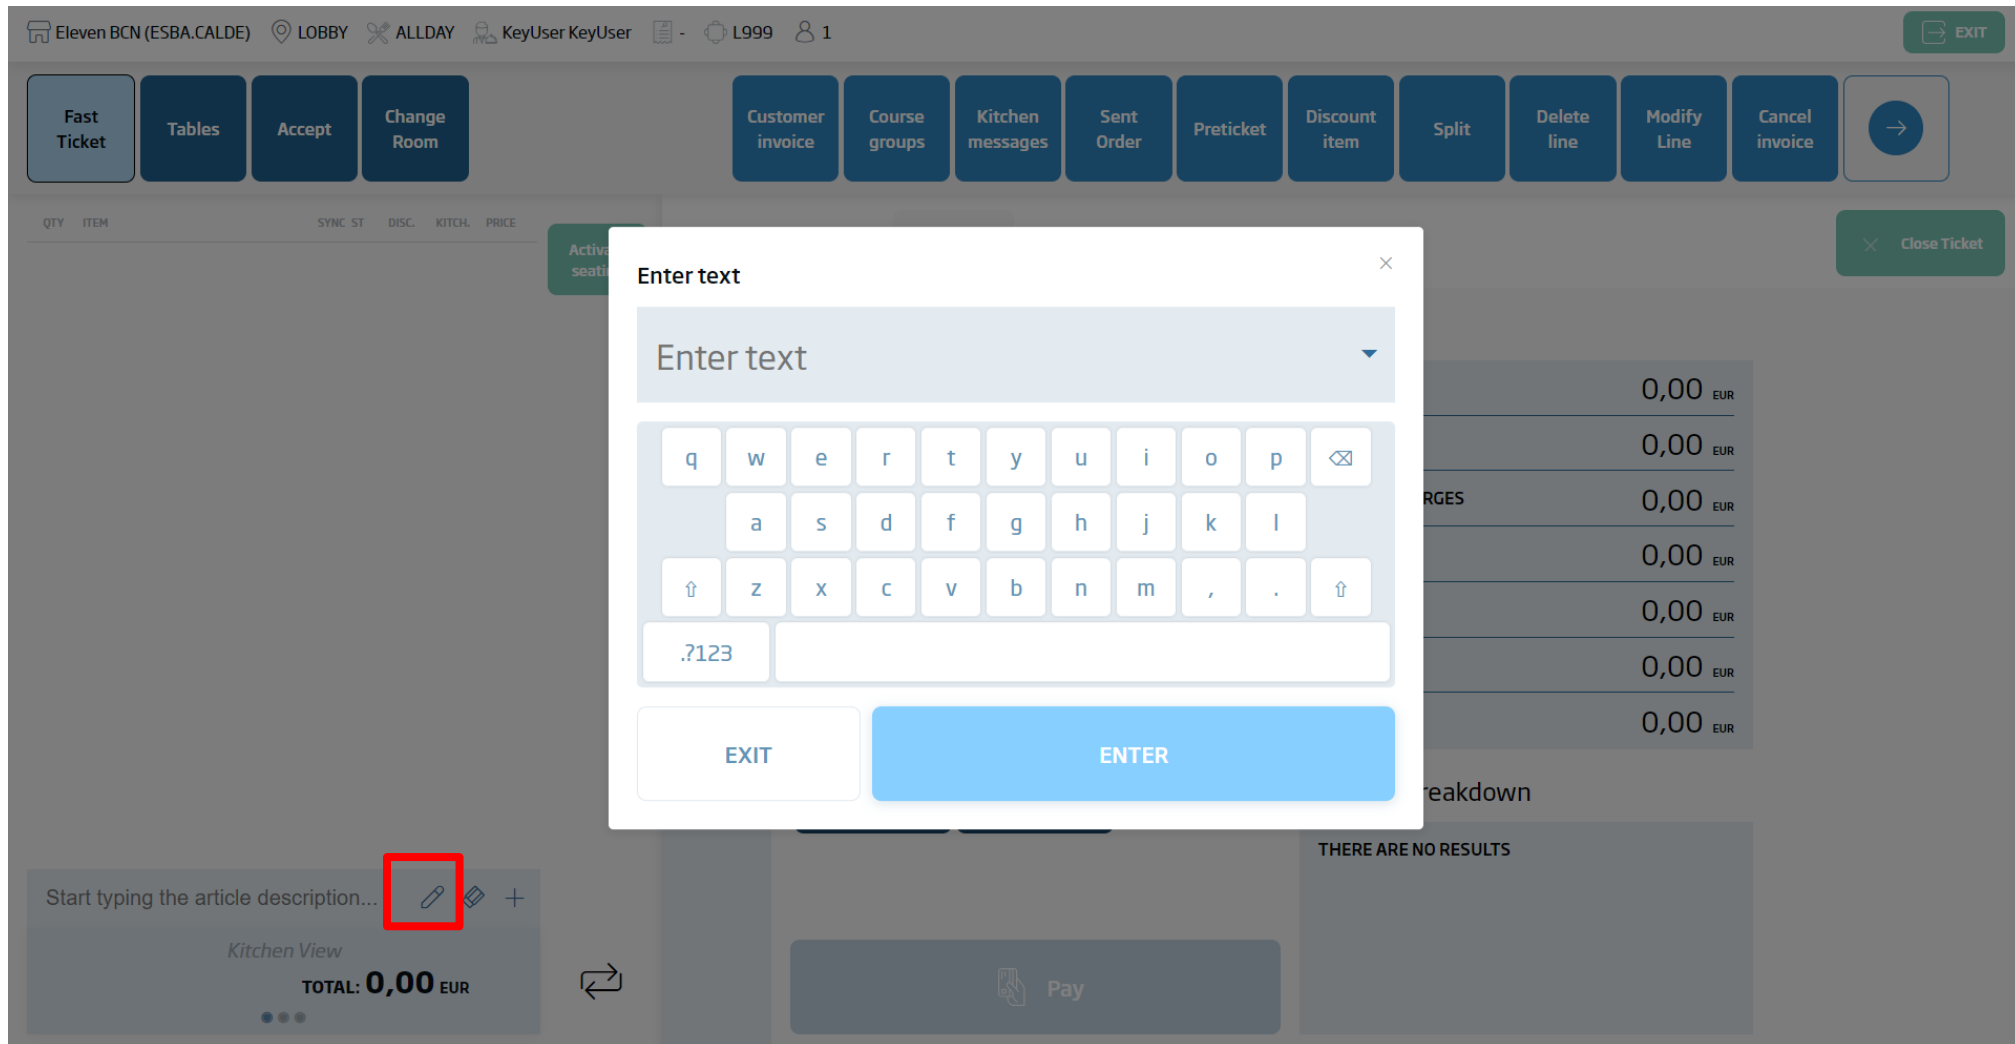 Eleven BCN (ESBA.CALDE) LOBBY ALLDAY KeyUser KeyUser - L999 1
EXIT
Fast Ticket
Tables
Accept
Change Room
Customer invoice
Course groups
Kitchen messages
Sent Order
Preticket
Discount item
Split
Delete line
Modify Line
Cancel invoice
QTY ITEM SYNC ST DISC. KITCH. PRICE
Close Ticket
Enter text
Enter text
q w e r t y u i o p
a s d f g h j k l
z x c v b n m , .
.?123
EXIT
ENTER
0,00 EUR
0,00 EUR
RGES 0,00 EUR
0,00 EUR
0,00 EUR
0,00 EUR
0,00 EUR
reakdown
THERE ARE NO RESULTS
Start typing the article description...
Kitchen View
TOTAL: 0,00 EUR
Pay